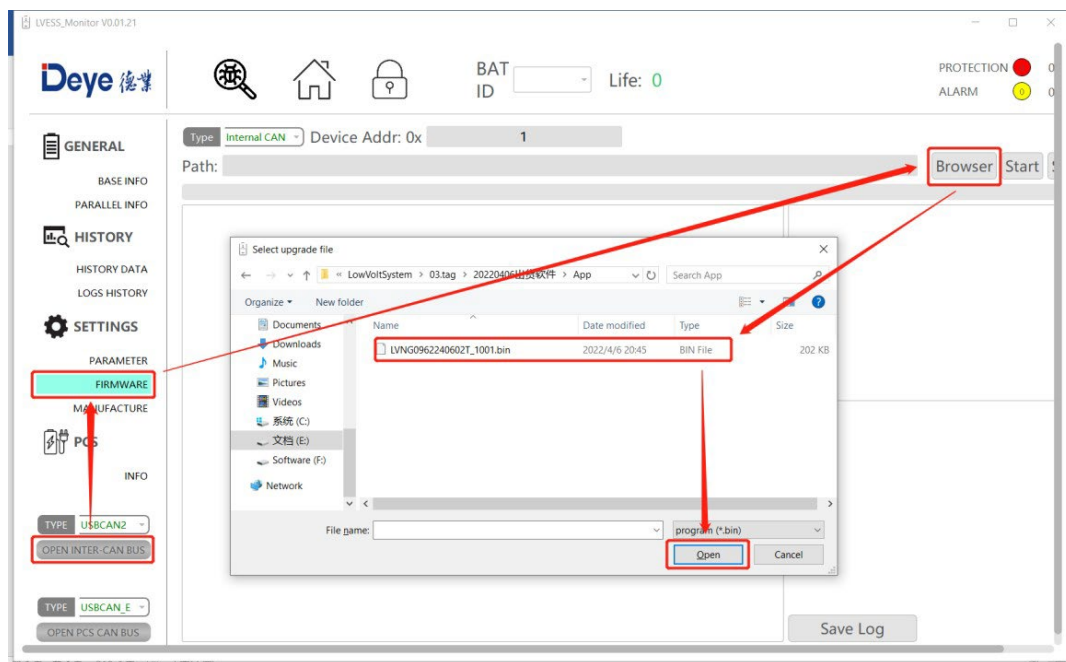 LVESS_Monitor V0.01.21
Deye 德業
BAT ID
Life: 0
PROTECTION
0
ALARM
0
0
Type Internal CAN Device Addr: 0x 1
Path:
Browser Start
GENERAL
BASE INFO
PARALLEL INFO
HISTORY
HISTORY DATA
LOGS HISTORY
SETTINGS
PARAMETER
FIRMWARE
MANUFACTURE
PCS
INFO
TYPE USBCAN2
OPEN INTER-CAN BUS
TYPE USBCAN_E
OPEN PCS CAN BUS
Select upgrade file
« LowVoltSystem > 03.tag > 20220406出货软件 > App
Search App
Organize
New folder
Name
Date modified
Type
Size
Documents
Downloads
Music
Pictures
Videos
系统 (C:)
文档 (E:)
Software (F:)
Network
LVNG0962240602T_1001.bin
2022/4/6 20:45
BIN File
202 KB
File name:
program (*.bin)
Open
Cancel
Save Log